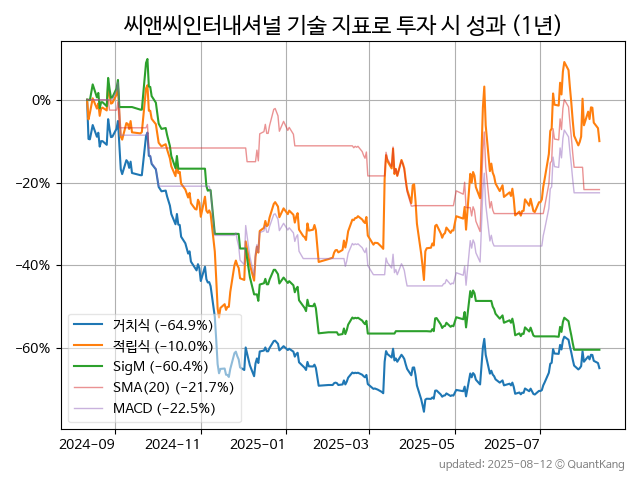 씨앤씨인터내셔널 기술 지표로 투자 시 성과 (1년)
0%
−20%
−40%
−60%
거치식 (−64.9%)
적립식 (−10.0%)
SigM (−60.4%)
SMA(20) (−21.7%)
MACD (−22.5%)
2024-09 2024-11 2025-01 2025-03 2025-05 2025-07
updated: 2025-08-12 © QuantKang